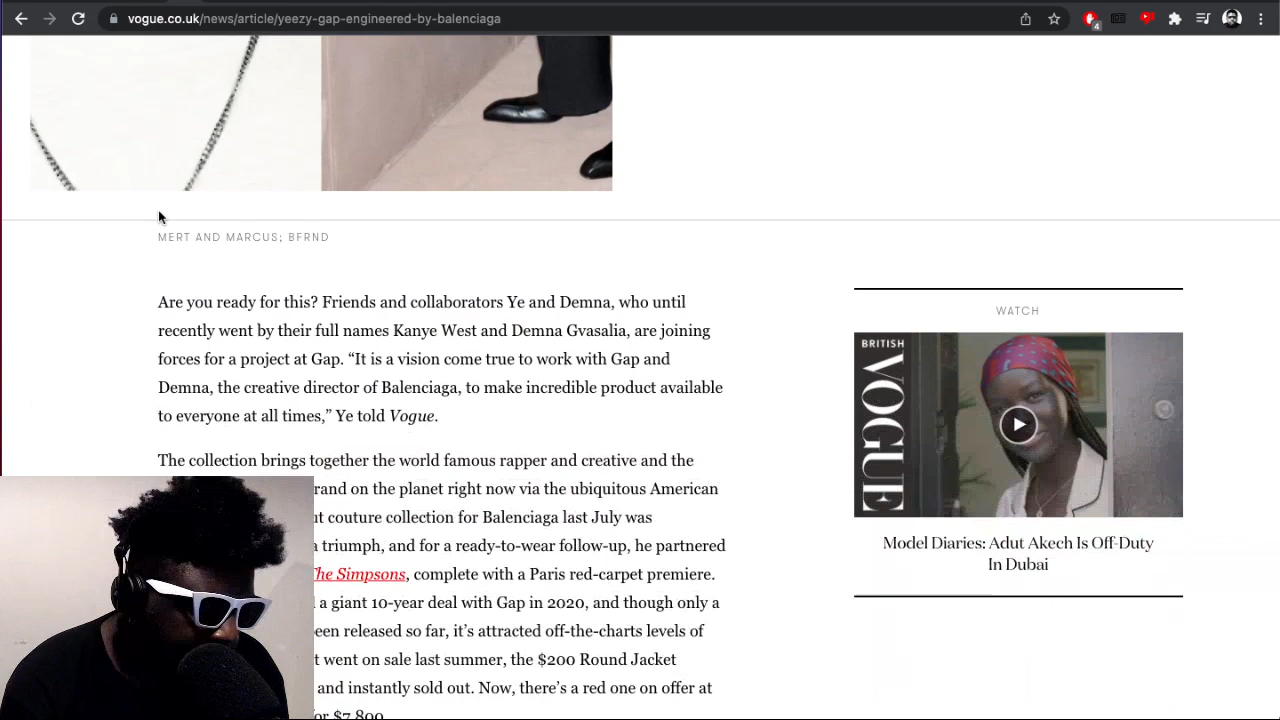 vogue.co.uk/news/article/yeezy-gap-engineered-by-balenciaga
4
MERT AND MARCUS; BFRND
Are you ready for this? Friends and collaborators Ye and Demna, who until
recently went by their full names Kanye West and Demna Gvasalia, are joining
forces for a project at Gap. “It is a vision come true to work with Gap and
Demna, the creative director of Balenciaga, to make incredible product available
to everyone at all times,” Ye told Vogue.
The collection brings together the world famous rapper and creative and the
rand on the planet right now via the ubiquitous American
ut couture collection for Balenciaga last July was
a triumph, and for a ready-to-wear follow-up, he partnered
The Simpsons, complete with a Paris red-carpet premiere.
a giant 10-year deal with Gap in 2020, and though only a
een released so far, it’s attracted off-the-charts levels of
t went on sale last summer, the $200 Round Jacket
and instantly sold out. Now, there’s a red one on offer at
or $7,800
WATCH
BRITISH
VOGUE
Model Diaries: Adut Akech Is Off-Duty
In Dubai